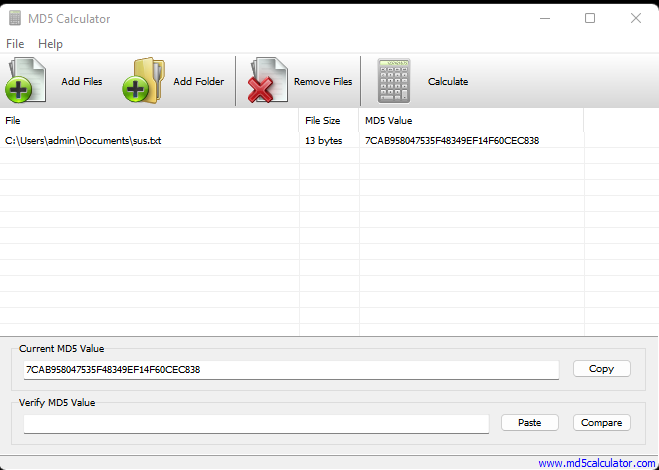 MD5 Calculator
File Help
Add Files Add Folder Remove Files Calculate
File File Size MD5 Value
C:\Users\admin\Documents\sus.txt 13 bytes 7CAB958047535F48349EF14F60CEC838
Current MD5 Value
7CAB958047535F48349EF14F60CEC838 Copy
Verify MD5 Value
Paste Compare
www.md5calculator.com